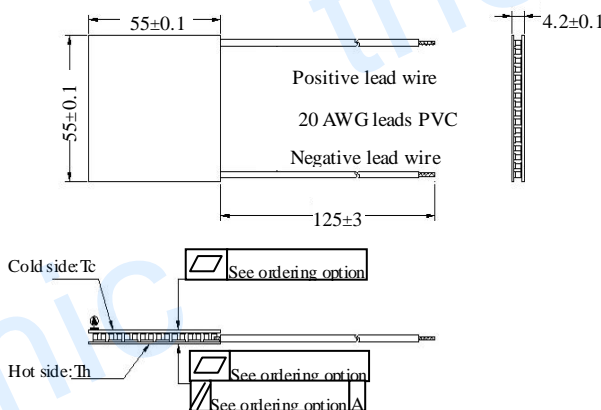 55±0.1
4.2±0.1
55±0.1
Positive lead wire
20 AWG leads PVC
Negative lead wire
125±3
Cold side:Tc
See ordering option
A
Hot side:Th
See ordering option
See ordering option A
nic